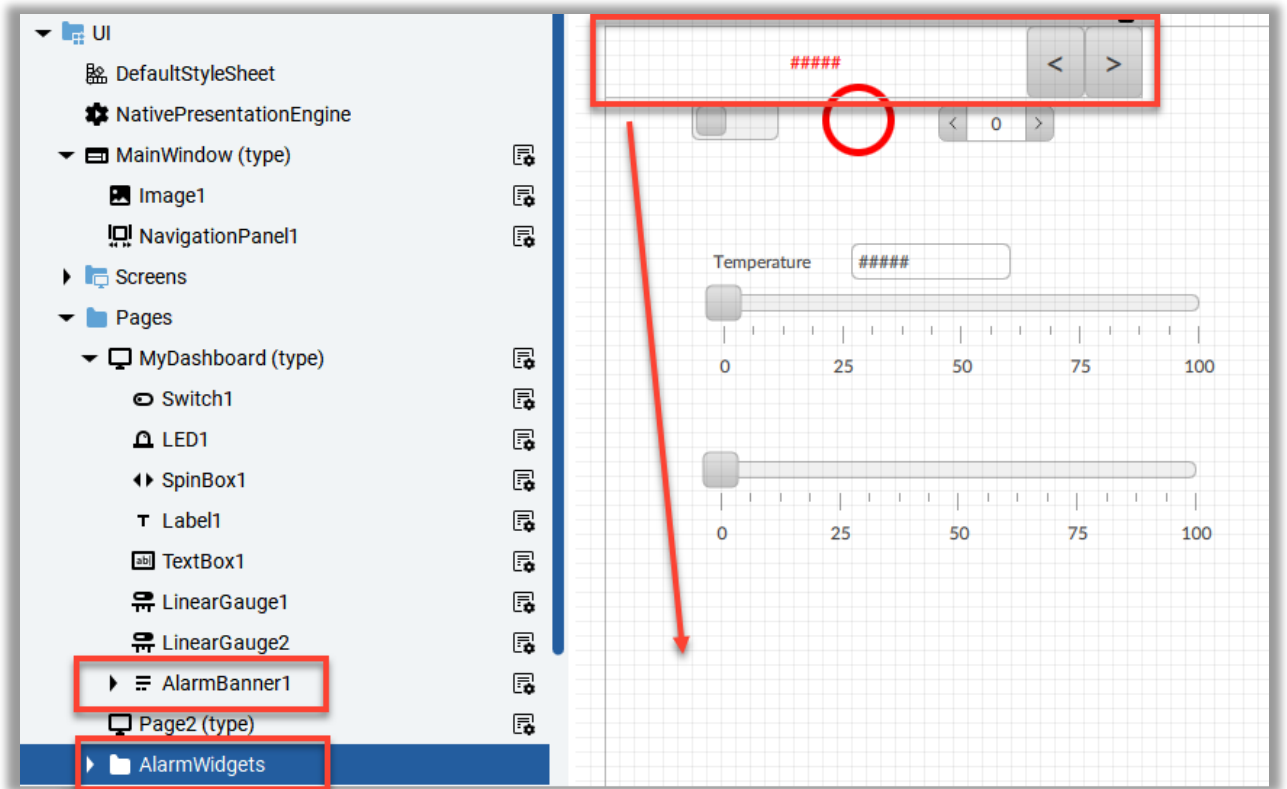 UI
DefaultStyleSheet
NativePresentationEngine
MainWindow (type)
Image1
NavigationPanel1
Screens
Pages
MyDashboard (type)
Switch1
LED1
SpinBox1
Label1
TextBox1
LinearGauge1
LinearGauge2
AlarmBanner1
Page2 (type)
AlarmWidgets
##### < >
< 0 >
Temperature #####
0 25 50 75 100
0 25 50 75 100